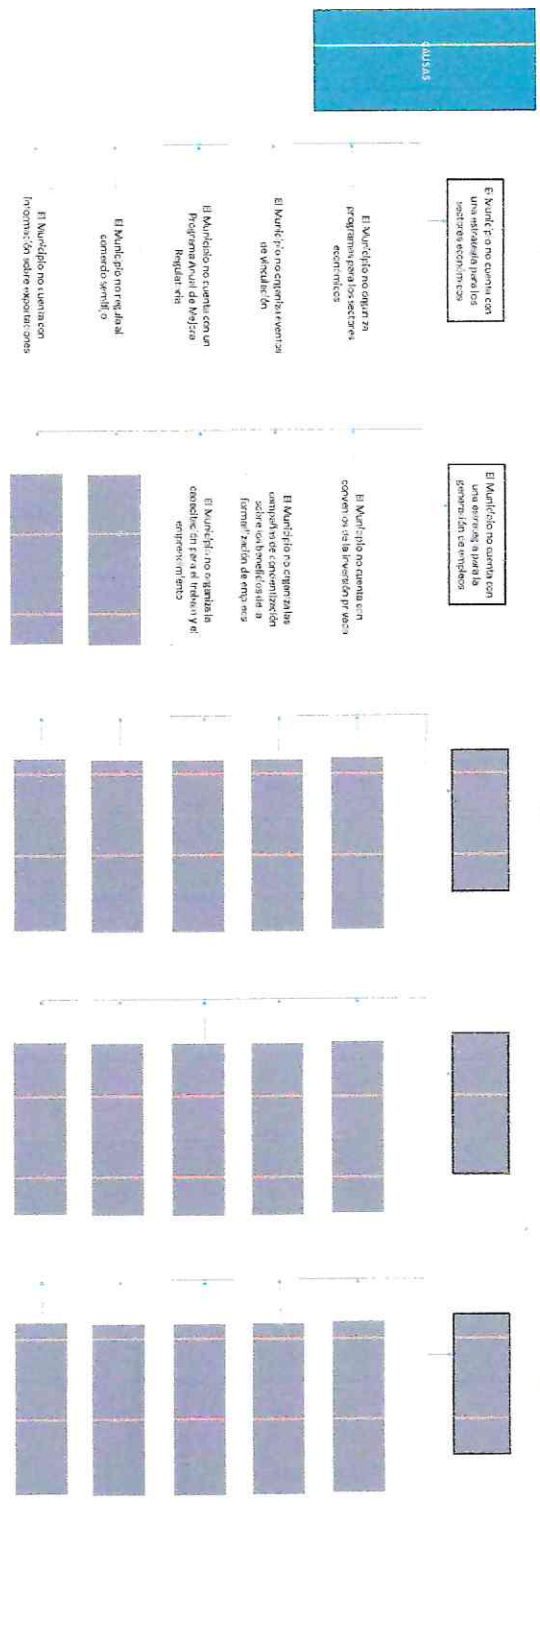 CAUSAS
El Municipio no cuenta con
una estrategia para los
sectores económicos
El Municipio no organiza
programas para los sectores
económicos
El Municipio no organiza eventos
de vinculación
El Municipio no cuenta con un
Programa Anual de Mejora
Regulatoria
El Municipio no regula al
comercio semifijo
El Municipio no cuenta con
información sobre exportaciones
El Municipio no cuenta con
una estrategia para la
generación de empleos
El Municipio no cuenta con
convenios de la inversión privada
El Municipio no organiza las
campañas de concientización
sobre los beneficios de la
formalización de empleos
El Municipio no organiza la
capacitación para el trabajo y el
emprendimiento